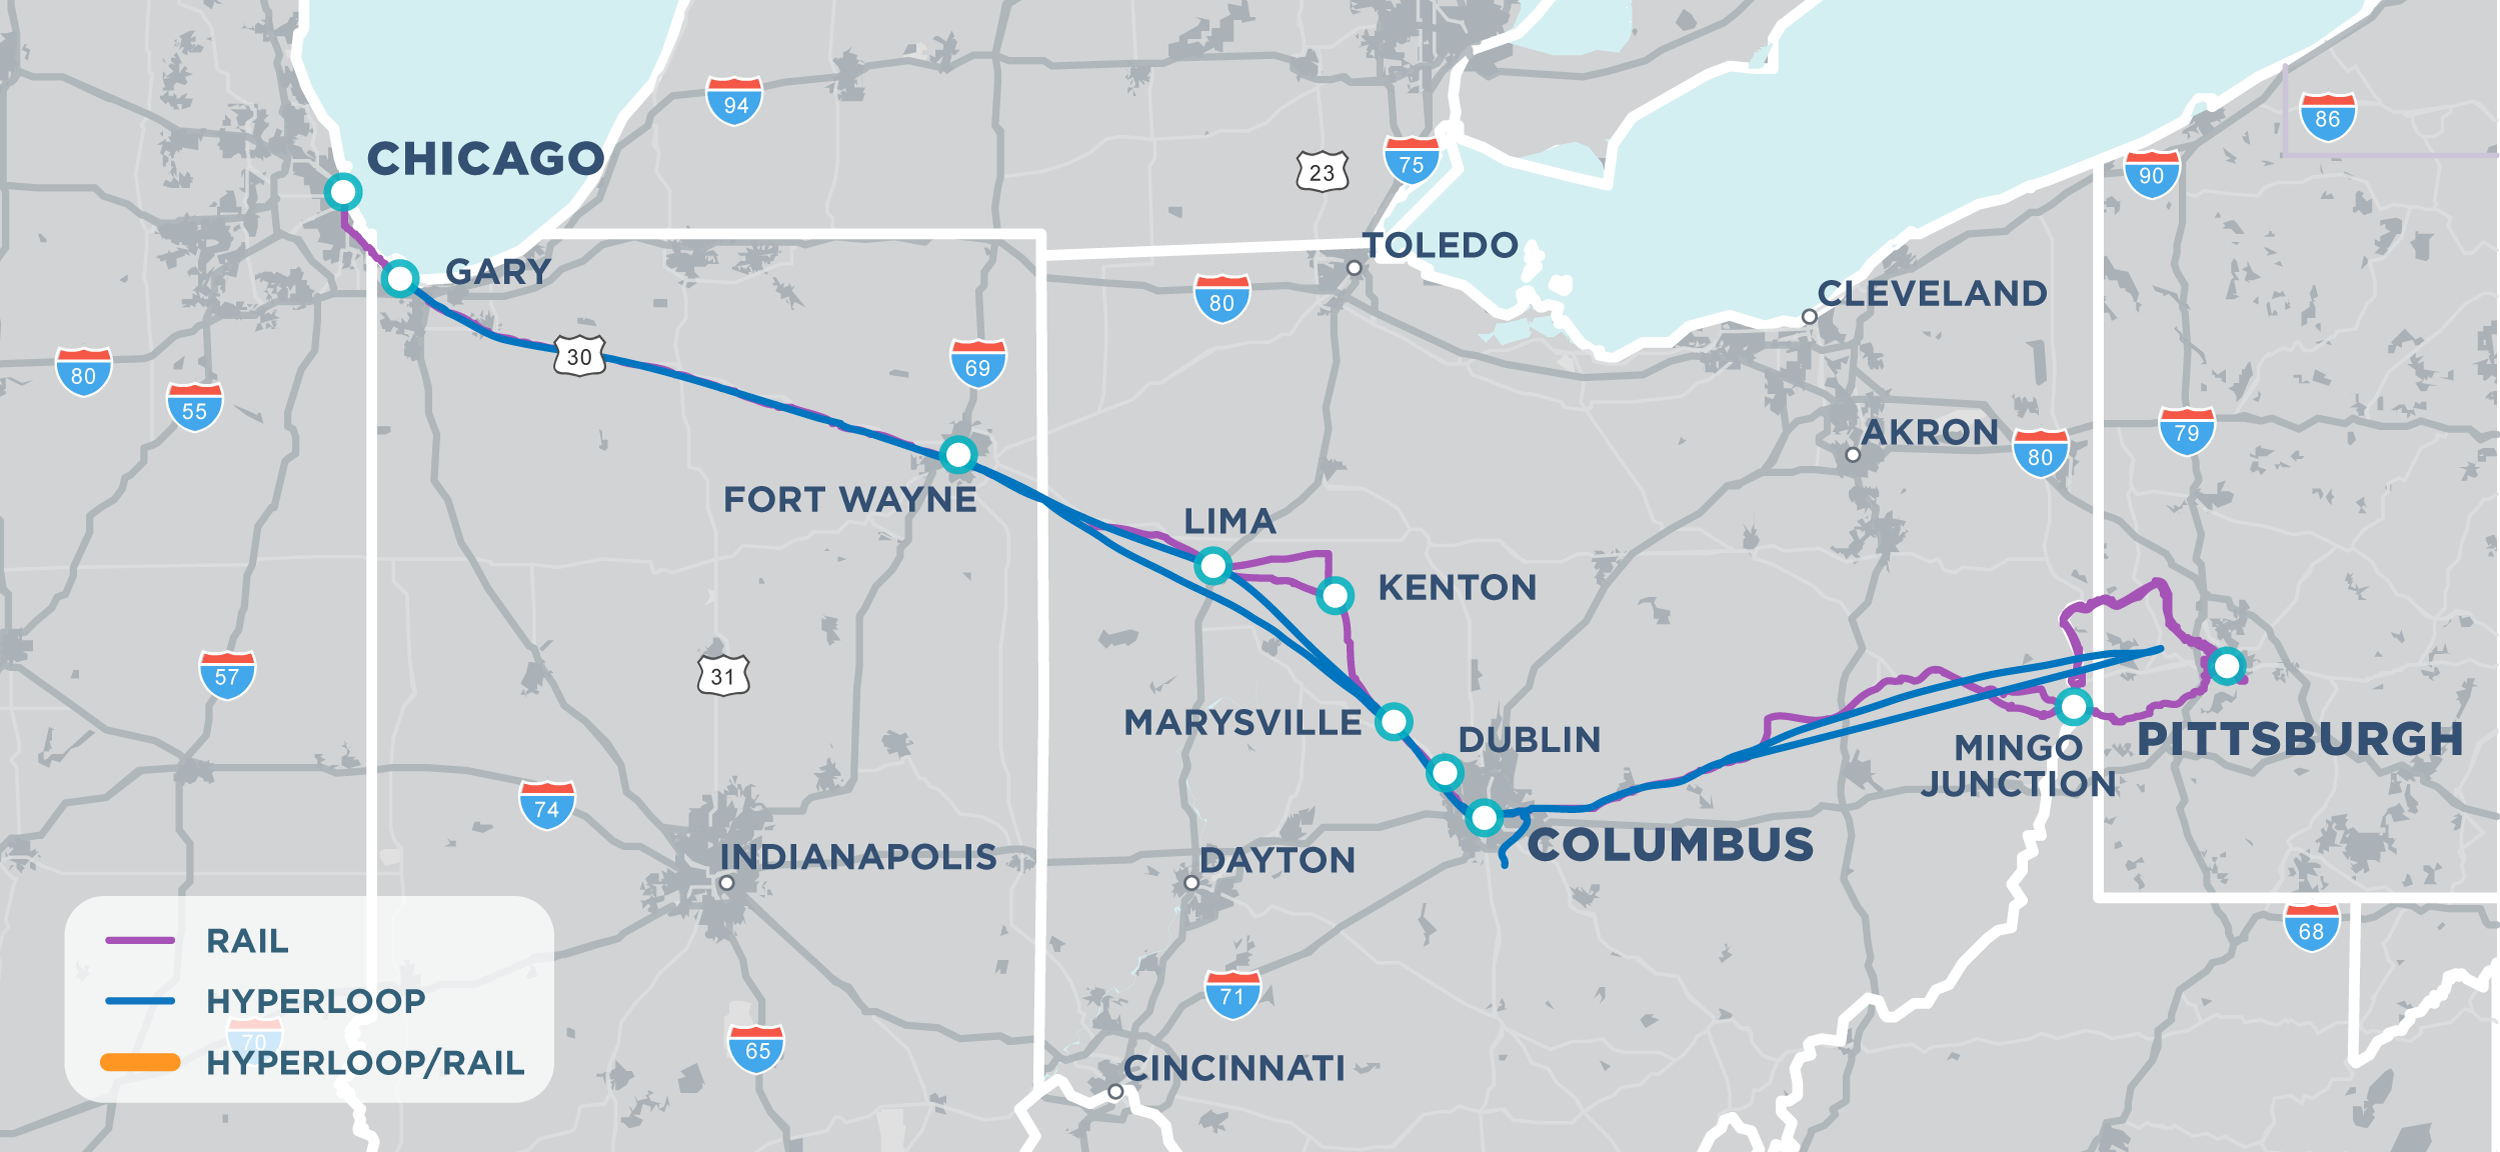 94
86
CHICAGO
75
23
90
TOLEDO
GARY
80
CLEVELAND
30
69
80
55
79
AKRON
80
FORT WAYNE
LIMA
KENTON
57
31
MARYSVILLE
DUBLIN
PITTSBURGH
MINGO
JUNCTION
74
COLUMBUS
INDIANAPOLIS
DAYTON
68
RAIL
71
HYPERLOOP
70
65
HYPERLOOP/RAIL
CINCINNATI